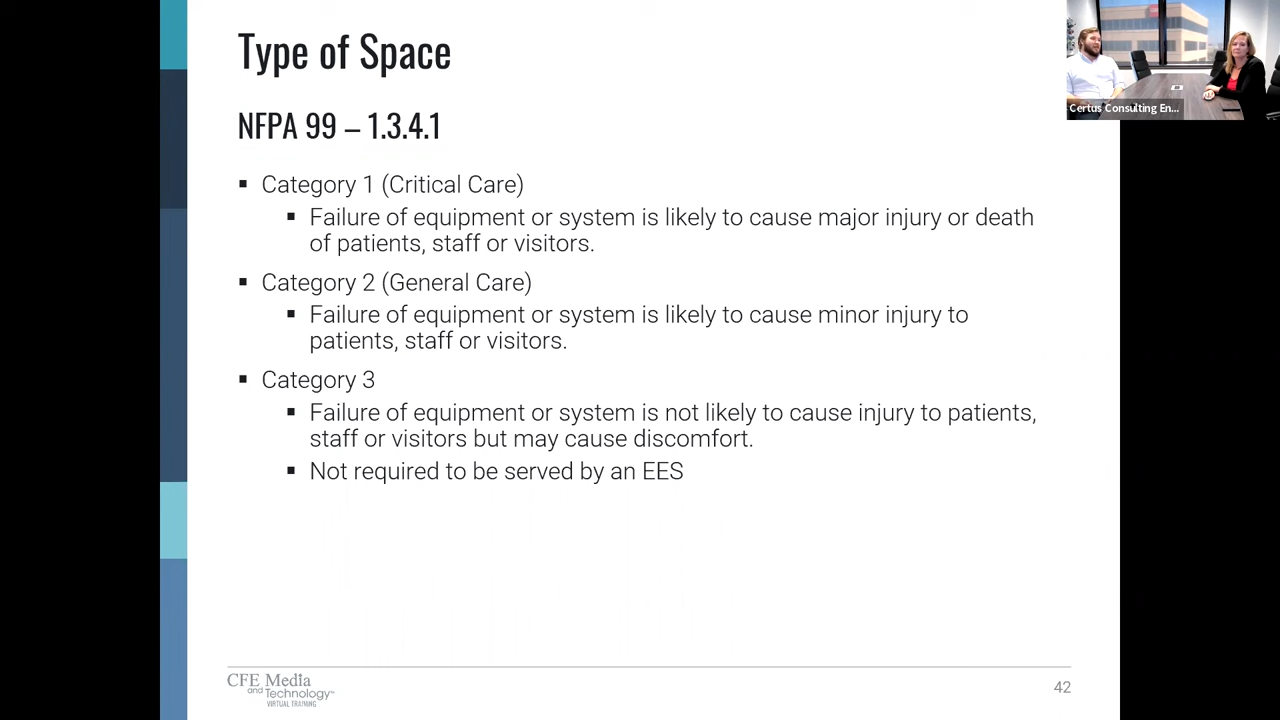 Type of Space
NFPA 99 – 1.3.4.1
▪ Category 1 (Critical Care)
▪ Failure of equipment or system is likely to cause major injury or death
of patients, staff or visitors.
▪ Category 2 (General Care)
▪ Failure of equipment or system is likely to cause minor injury to
patients, staff or visitors.
▪ Category 3
▪ Failure of equipment or system is not likely to cause injury to patients,
staff or visitors but may cause discomfort.
▪ Not required to be served by an EES
Certus Consulting En...
CFE Media
and Technology™
VIRTUAL TRAINING
42